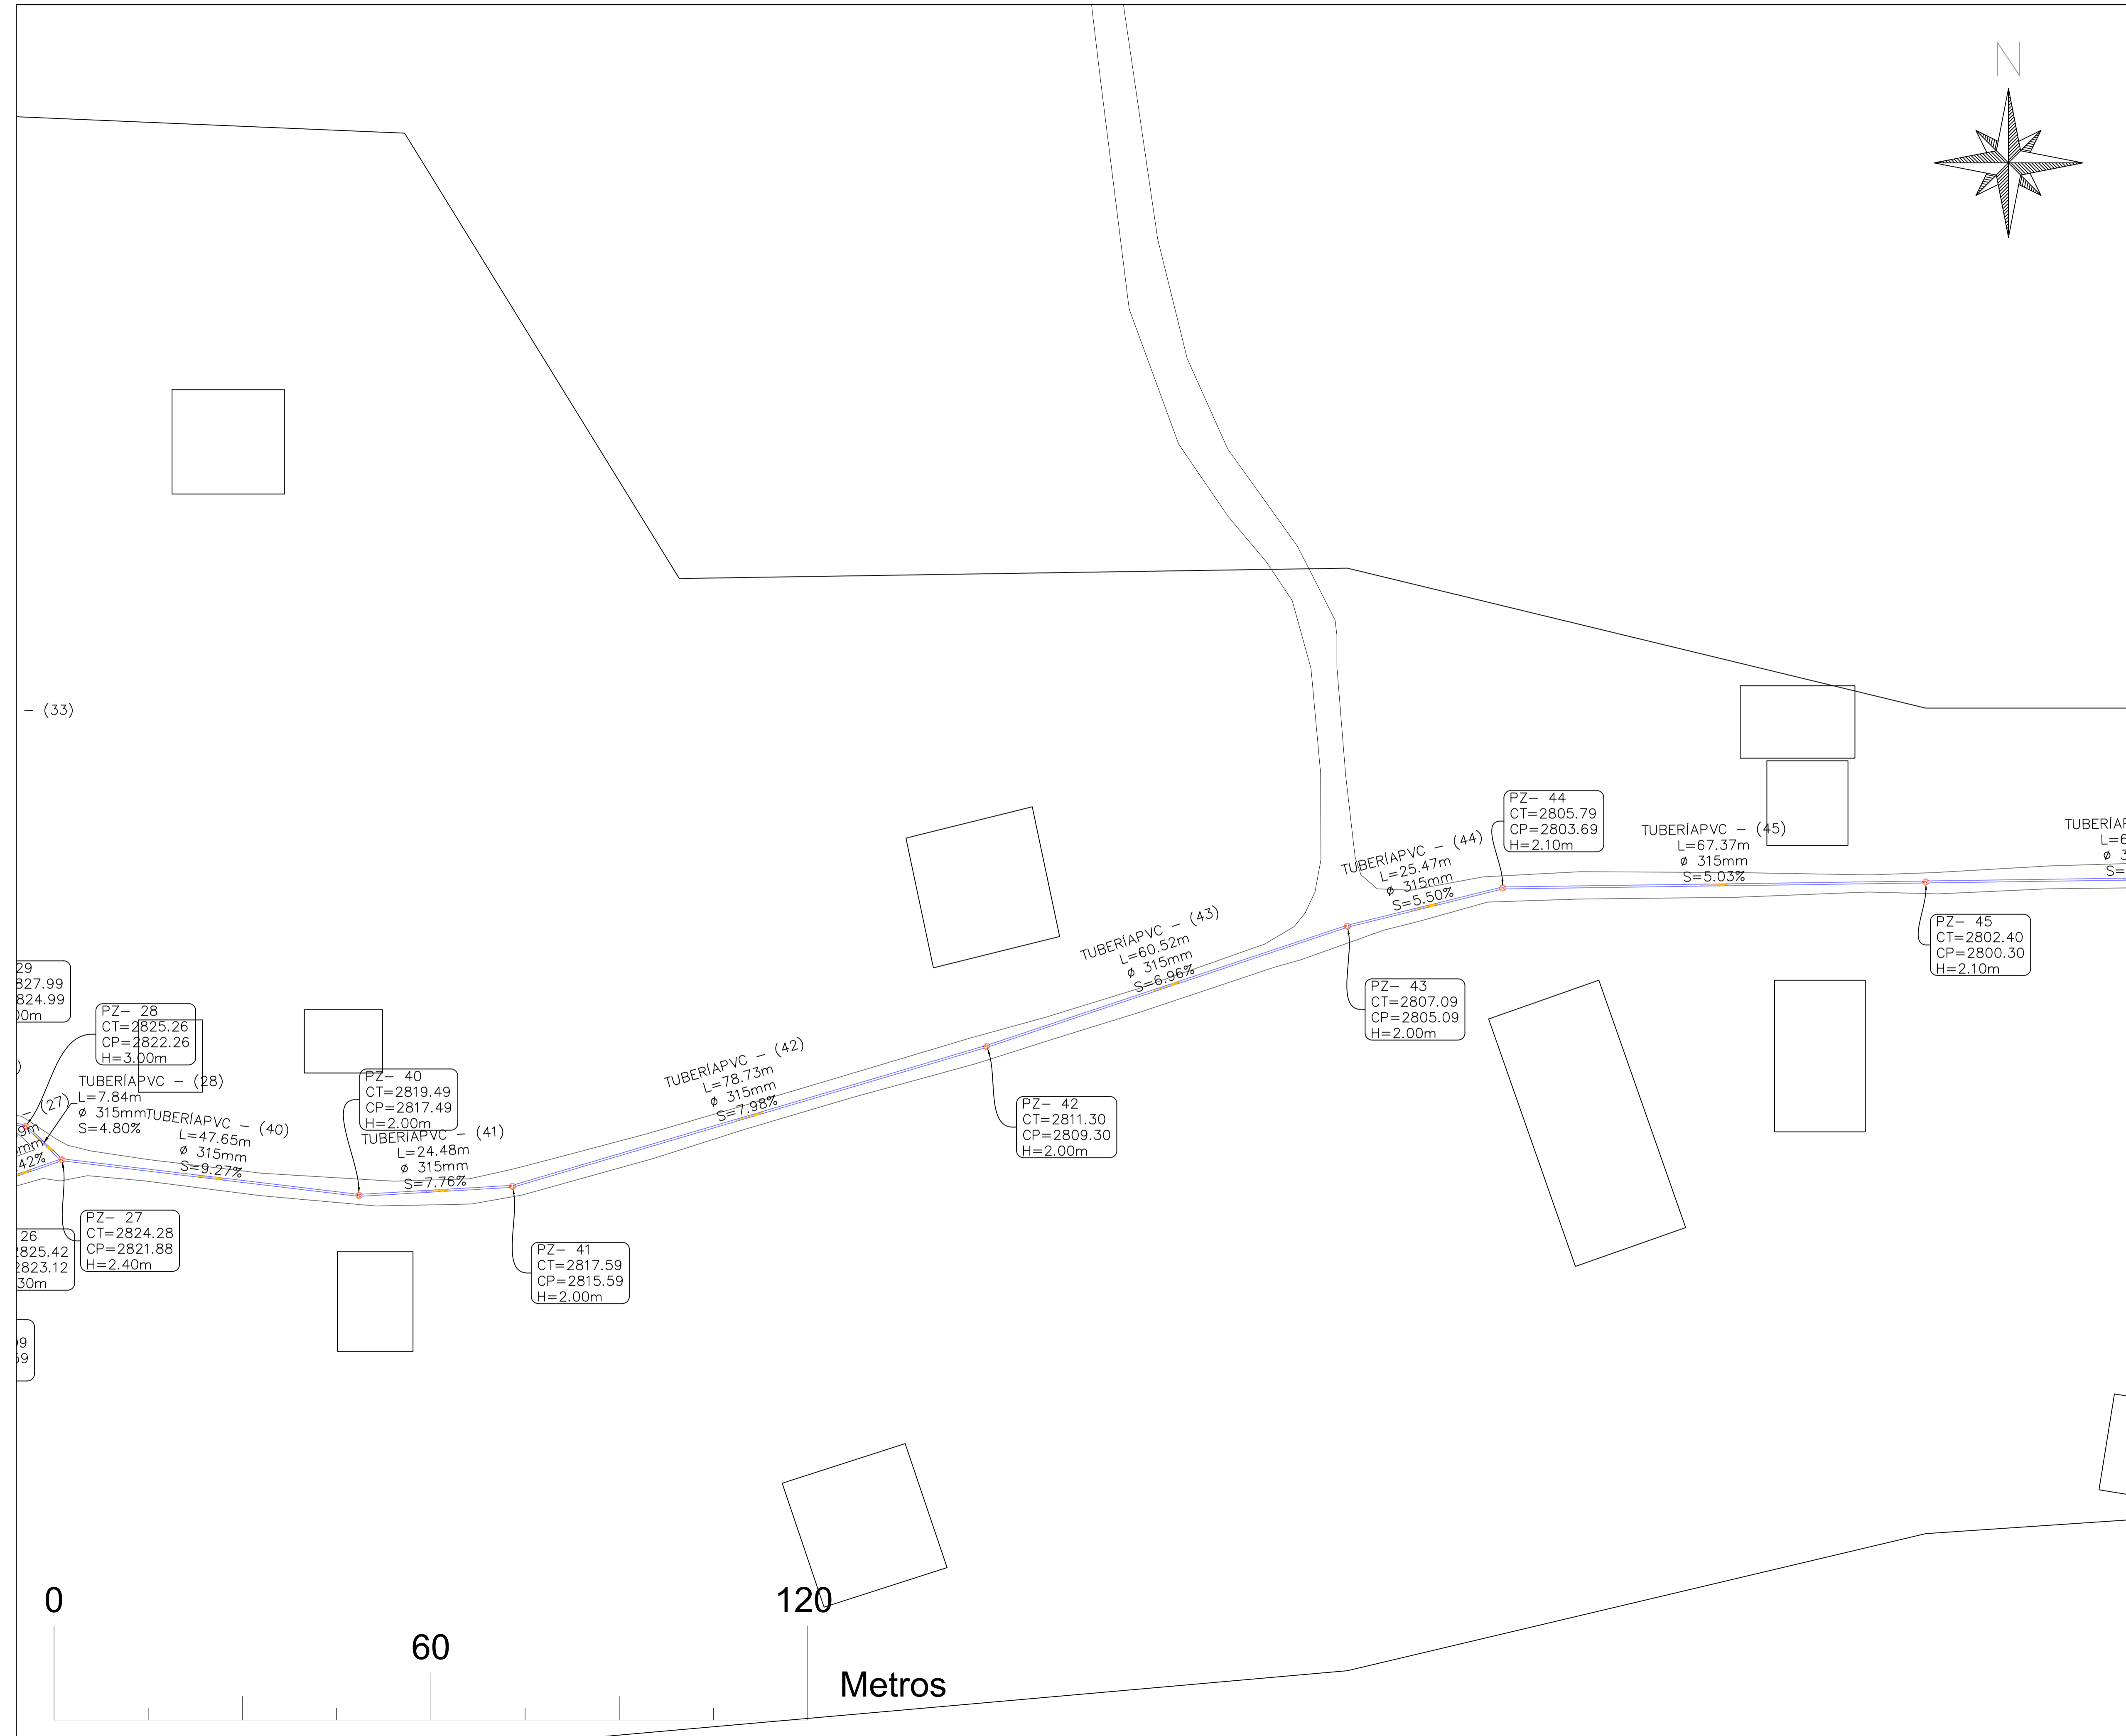 N
- (33)
PZ- 44
CT=2805.79
CP=2803.69
H=2.10m
TUBERÍAPVC - (45)
L=67.37m
ø 315mm
S=5.03%
TUBERÍAPVC - (44)
L=25.47m
ø 315mm
S=5.50%
PZ- 45
CT=2802.40
CP=2800.30
H=2.10m
TUBERÍAPVC - (43)
L=60.52m
ø 315mm
S=6.96%
29
827.99
824.99
PZ- 43
CT=2807.09
CP=2805.09
H=2.00m
PZ- 28
CT=2825.26
CP=2822.26
H=3.00m
TUBERÍAPVC - (42)
L=78.73m
ø 315mm
S=7.98%
PZ- 40
CT=2819.49
CP=2817.49
H=2.00m
TUBERÍAPVC - (28)
L=7.84m
ø 315mm
S=4.80%
- (27)
42%
TUBERÍAPVC - (40)
L=47.65m
ø 315mm
S=9.27%
TUBERÍAPVC - (41)
L=24.48m
ø 315mm
S=7.76%
PZ- 42
CT=2811.30
CP=2809.30
H=2.00m
PZ- 27
CT=2824.28
CP=2821.88
H=2.40m
26
2825.42
2823.12
30m
PZ- 41
CT=2817.59
CP=2815.59
H=2.00m
0
120
60
Metros